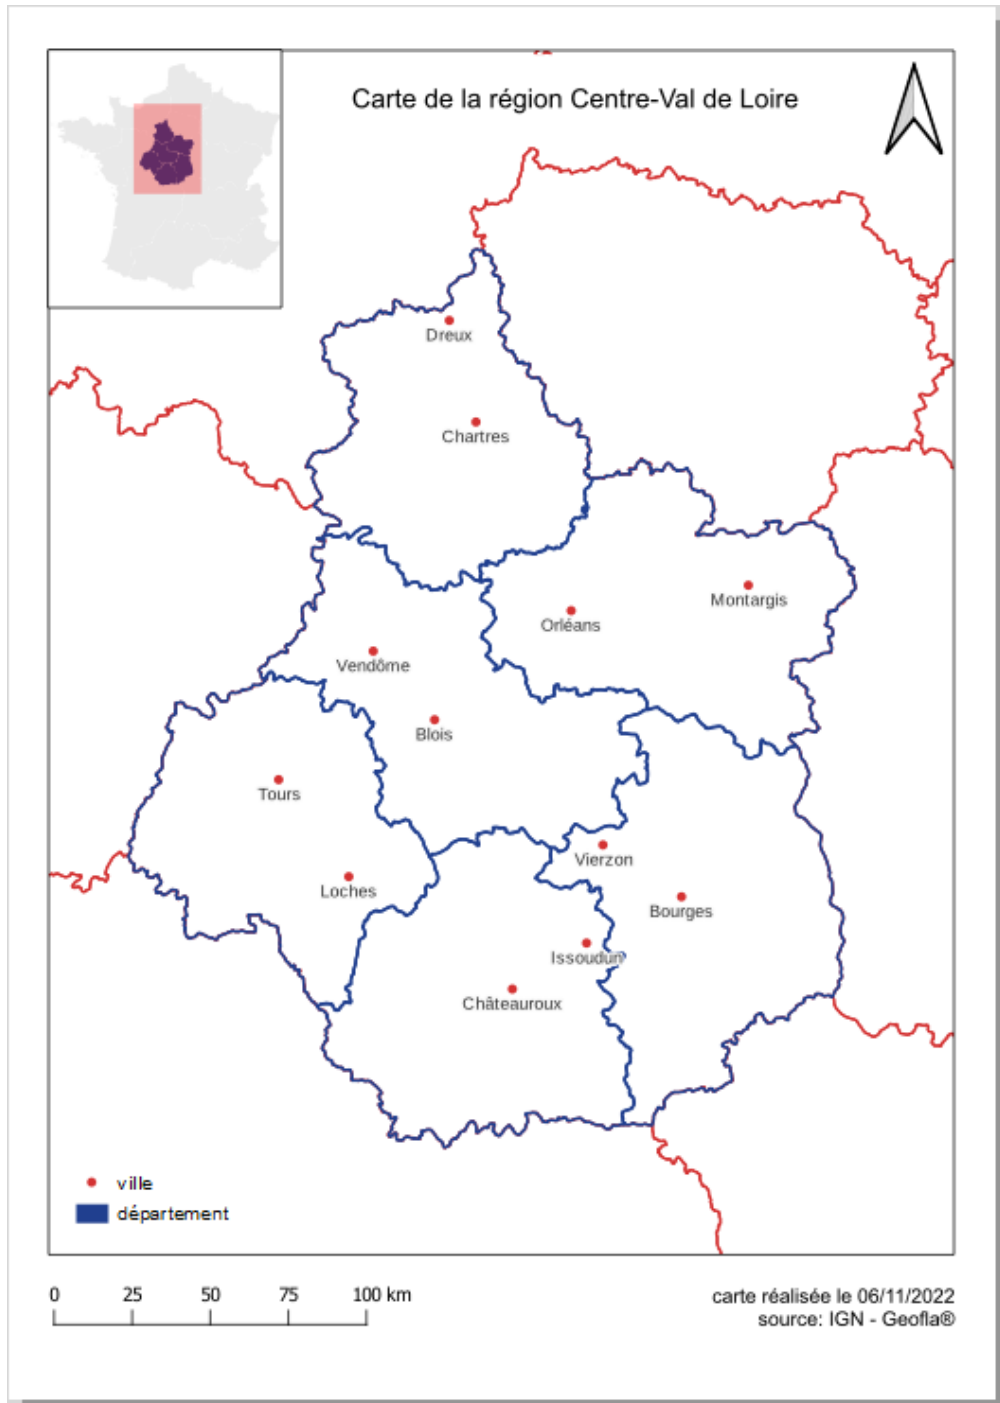 Carte de la région Centre-Val de Loire
Dreux
Chartres
Montargis
Orléans
Vendôme
Blois
Tours
Vierzon
Loches
Bourges
Issoudun
Châteauroux
ville
département
0 25 50 75 100 km
carte réalisée le 06/11/2022
source: IGN - Geofla®